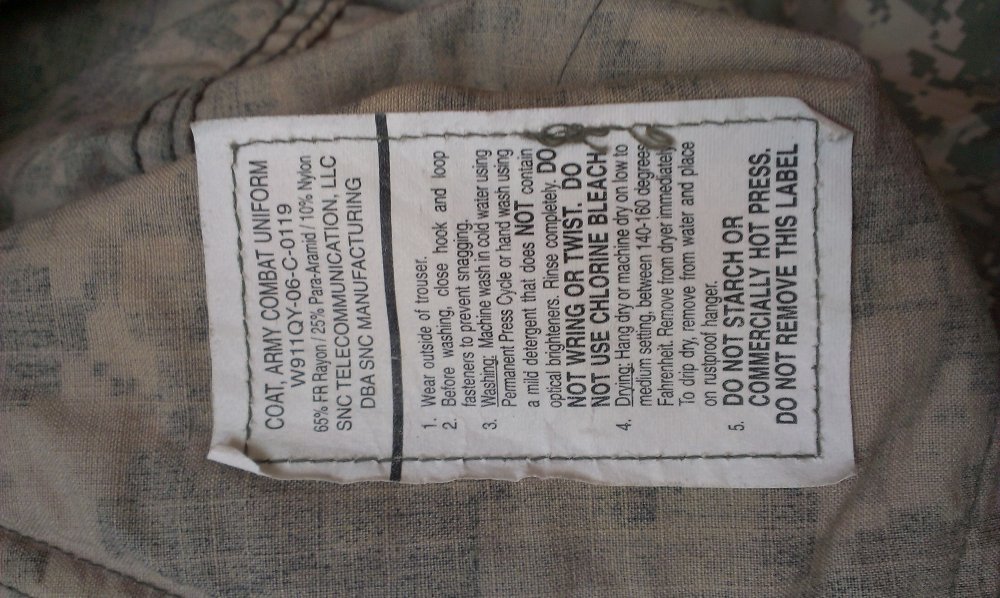 COAT, ARMY COMBAT UNIFORM
W911QY-06-C-0119
65% FR Rayon / 25% Para-Aramid / 10% Nylon
SNC TELECOMMUNICATION, LLC
DBA SNC MANUFACTURING
1. Wear outside of trouser.
2. Before washing, close hook and loop
fasteners to prevent snagging.
3. Washing: Machine wash in cold water using
Permanent Press Cycle or hand wash using
a mild detergent that does NOT contain
optical brighteners. Rinse completely. DO
NOT WRING OR TWIST. DO
NOT USE CHLORINE BLEACH
4. Drying: Hang dry or machine dry on low to
medium setting, between 140-160 degrees
Fahrenheit. Remove from dryer immediately.
To drip dry, remove from water and place
on rustproof hanger.
5. DO NOT STARCH OR
COMMERCIALLY HOT PRESS.
DO NOT REMOVE THIS LABEL